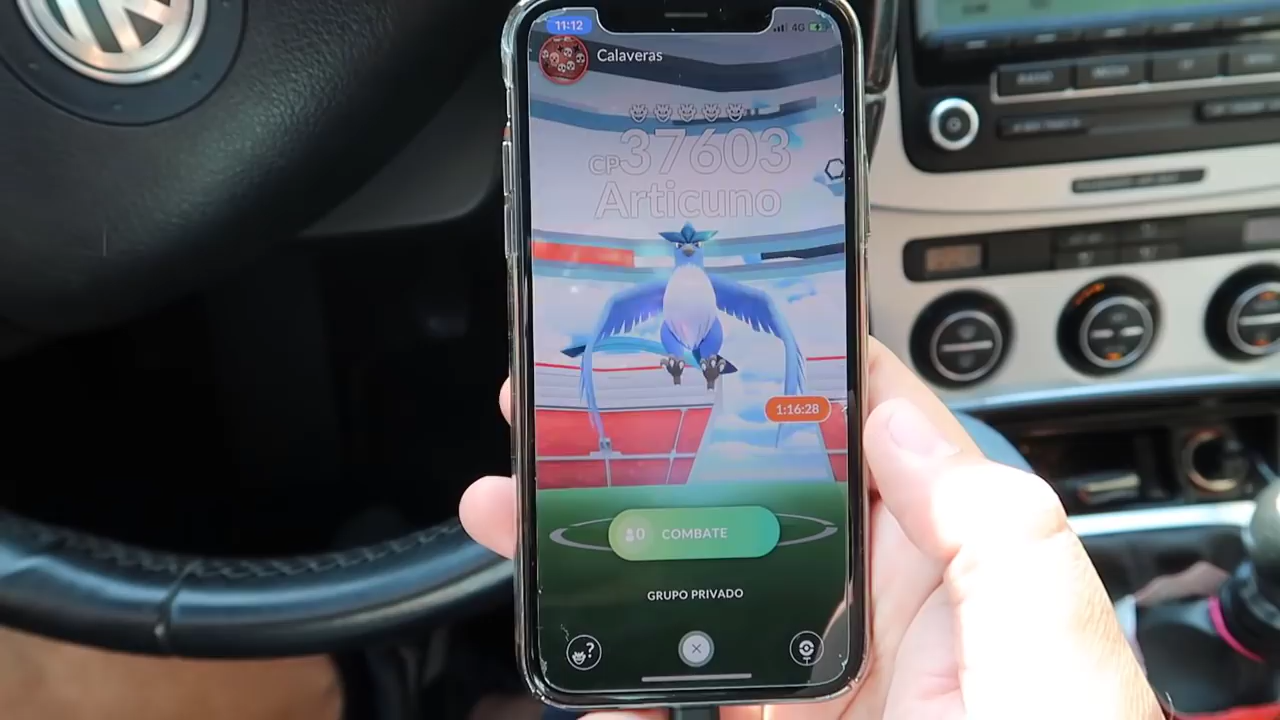 11:12
4G
Calaveras
CP37603
Articuno
1:16:28
0 COMBATE
GRUPO PRIVADO
?